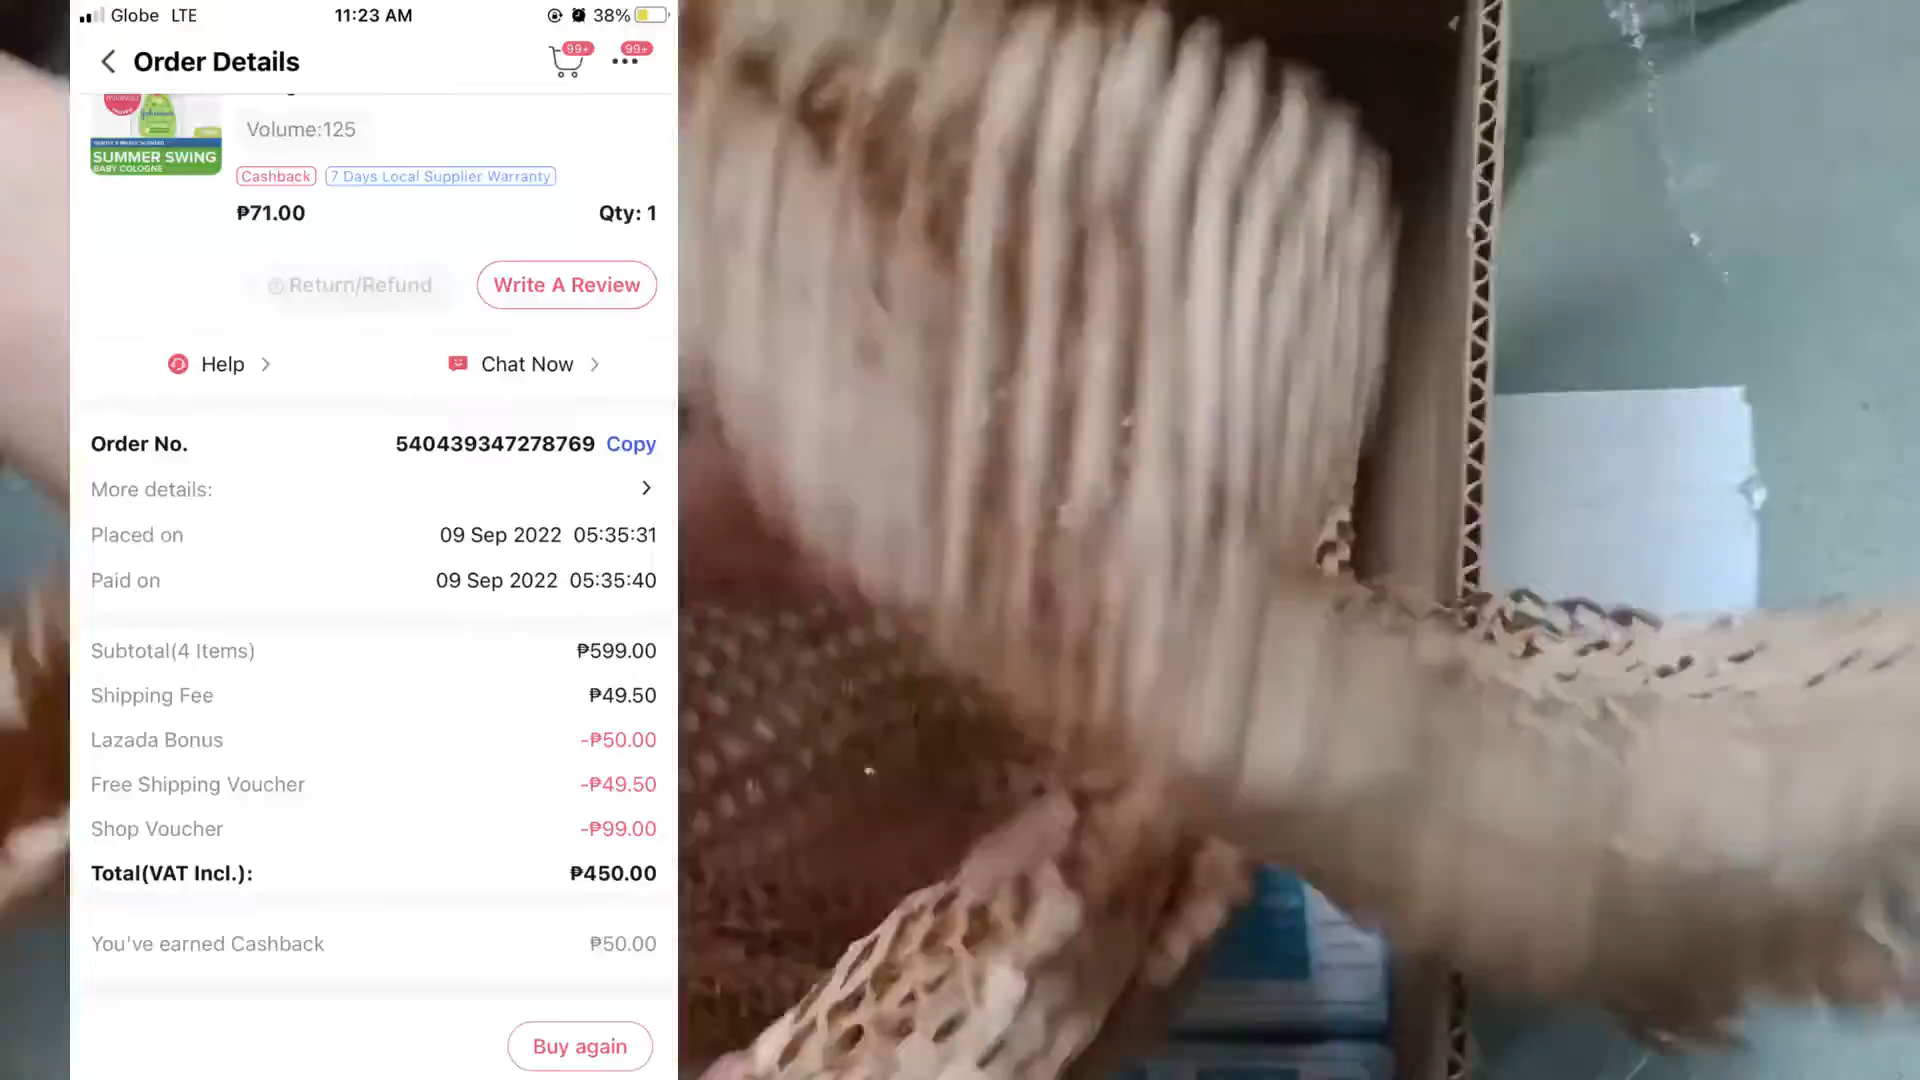 Globe LTE 11:23 AM 38%
Order Details 99+ 99+
Johnson's
SUMMER SWING
BABY COLOGNE
Volume:125
Cashback 7 Days Local Supplier Warranty
₱71.00 Qty: 1
Return/Refund Write A Review
Help Chat Now
Order No. 540439347278769 Copy
More details:
Placed on 09 Sep 2022 05:35:31
Paid on 09 Sep 2022 05:35:40
Subtotal(4 Items) ₱599.00
Shipping Fee ₱49.50
Lazada Bonus -₱50.00
Free Shipping Voucher -₱49.50
Shop Voucher -₱99.00
Total(VAT Incl.): ₱450.00
You've earned Cashback ₱50.00
Buy again